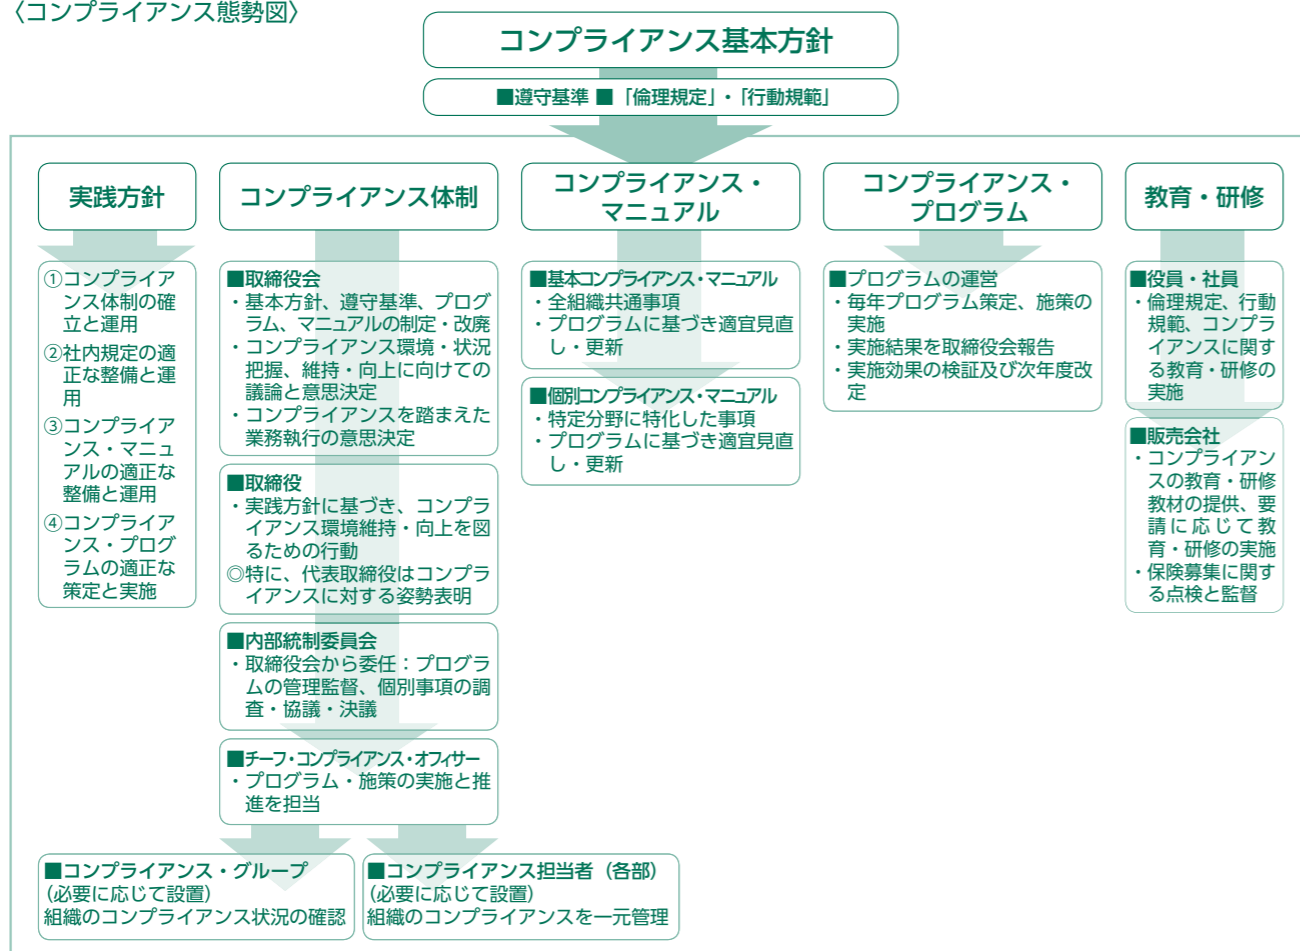 〈コンプライアンス態勢図〉
コンプライアンス基本方針
■遵守基準 ■「倫理規定」・「行動規範」
実践方針
①コンプライア
ンス体制の確
立と運用
②社内規定の適
正な整備と運
用
③コンプライア
ンス・マニュ
アルの適正な
整備と運用
④コンプライア
ンス・プログ
ラムの適正な
策定と実施
コンプライアンス体制
■取締役会
・基本方針、遵守基準、プログ
ラム、マニュアルの制定・改廃
・コンプライアンス環境・状況
把握、維持・向上に向けての
議論と意思決定
・コンプライアンスを踏まえた
業務執行の意思決定
■取締役
・実践方針に基づき、コンプラ
イアンス環境維持・向上を図
るための行動
◎特に、代表取締役はコンプラ
イアンスに対する姿勢表明
■内部統制委員会
・取締役会から委任：プログラ
ムの管理監督、個別事項の調
査・協議・決議
■チーフ・コンプライアンス・オフィサー
・プログラム・施策の実施と推
進を担当
■コンプライアンス・グループ
(必要に応じて設置)
組織のコンプライアンス状況の確認
■コンプライアンス担当者（各部）
(必要に応じて設置)
組織のコンプライアンスを一元管理
コンプライアンス・
マニュアル
■基本コンプライアンス・マニュアル
・全組織共通事項
・プログラムに基づき適宜見直
し・更新
■個別コンプライアンス・マニュアル
・特定分野に特化した事項
・プログラムに基づき適宜見直
し・更新
コンプライアンス・
プログラム
■プログラムの運営
・毎年プログラム策定、施策の
実施
・実施結果を取締役会報告
・実施効果の検証及び次年度改
定
教育・研修
■役員・社員
・倫理規定、行動
規範、コンプラ
イアンスに関す
る教育・研修の
実施
■販売会社
・コンプライアン
スの教育・研修
教材の提供、要
請に応じて教
育・研修の実施
・保険募集に関す
る点検と監督